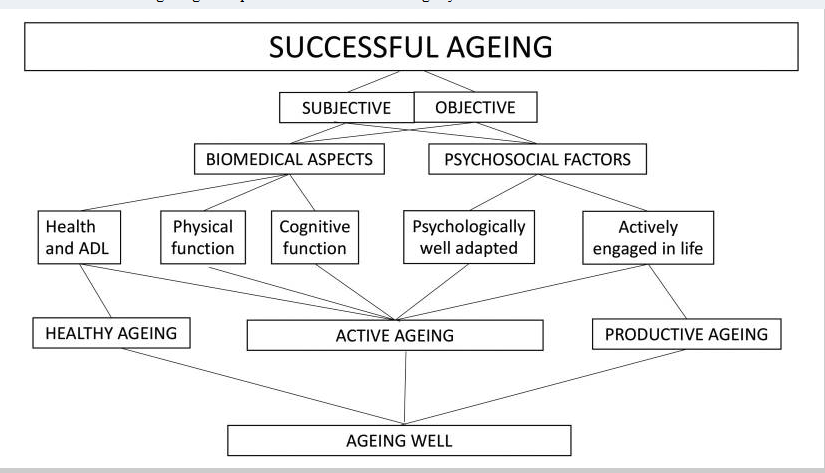 SUCCESSFUL AGEING
SUBJECTIVE
OBJECTIVE
BIOMEDICAL ASPECTS
PSYCHOSOCIAL FACTORS
Health
and ADL
Physical
function
Cognitive
function
Psychologically
well adapted
Actively
engaged in life
HEALTHY AGEING
ACTIVE AGEING
PRODUCTIVE AGEING
AGEING WELL